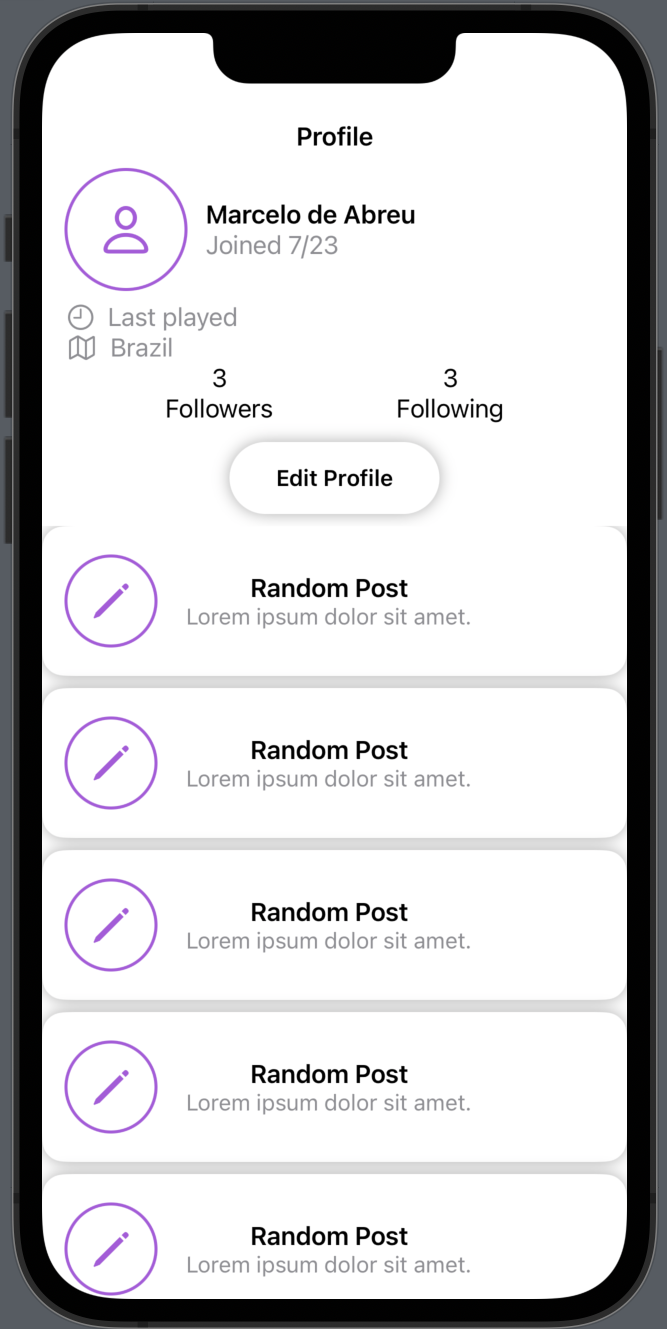 Profile
Marcelo de Abreu
Joined 7/23
Last played
Brazil
3 3
Followers Following
Edit Profile
Random Post
Lorem ipsum dolor sit amet.
Random Post
Lorem ipsum dolor sit amet.
Random Post
Lorem ipsum dolor sit amet.
Random Post
Lorem ipsum dolor sit amet.
Random Post
Lorem ipsum dolor sit amet.